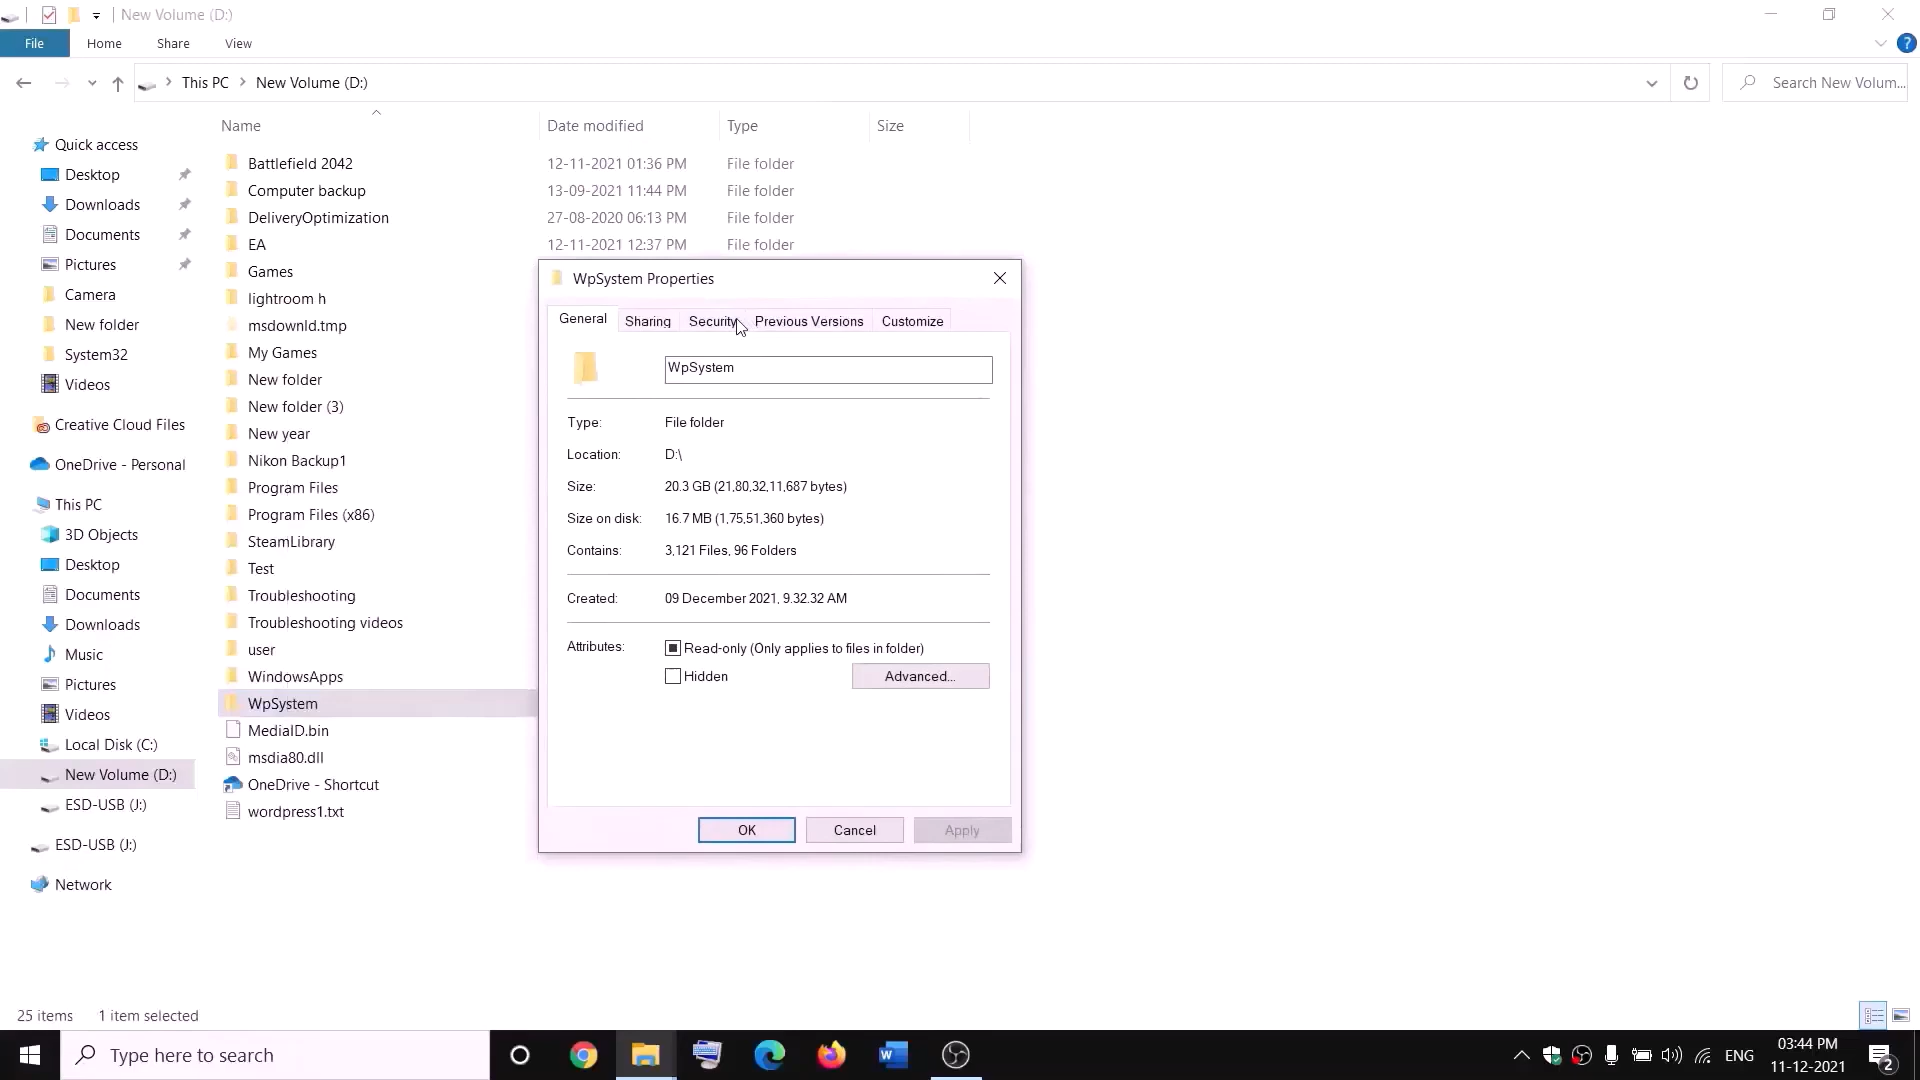 New Volume (D:)
File Home Share View
This PC New Volume (D:) Search New Volum...
Name Date modified Type Size
Quick access
Desktop
Downloads
Documents
Pictures
Camera
New folder
System32
Videos
Creative Cloud Files
OneDrive - Personal
This PC
3D Objects
Desktop
Documents
Downloads
Music
Pictures
Videos
Local Disk (C:)
New Volume (D:)
ESD-USB (J:)
ESD-USB (J:)
Network
Battlefield 2042 12-11-2021 01:36 PM File folder
Computer backup 13-09-2021 11:44 PM File folder
DeliveryOptimization 27-08-2020 06:13 PM File folder
EA 12-11-2021 12:37 PM File folder
Games
lightroom h
msdownld.tmp
My Games
New folder
New folder (3)
New year
Nikon Backup1
Program Files
Program Files (x86)
SteamLibrary
Test
Troubleshooting
Troubleshooting videos
user
WindowsApps
WpSystem
MediaID.bin
msdia80.dll
OneDrive - Shortcut
wordpress1.txt
WpSystem Properties
General Sharing Security Previous Versions Customize
WpSystem
Type: File folder
Location: D:\
Size: 20.3 GB (21,80,32,11,687 bytes)
Size on disk: 16.7 MB (1,75,51,360 bytes)
Contains: 3,121 Files, 96 Folders
Created: 09 December 2021, 9.32.32 AM
Attributes: Read-only (Only applies to files in folder)
Hidden Advanced...
OK Cancel Apply
25 items 1 item selected
Type here to search
ENG
03:44 PM
11-12-2021
2